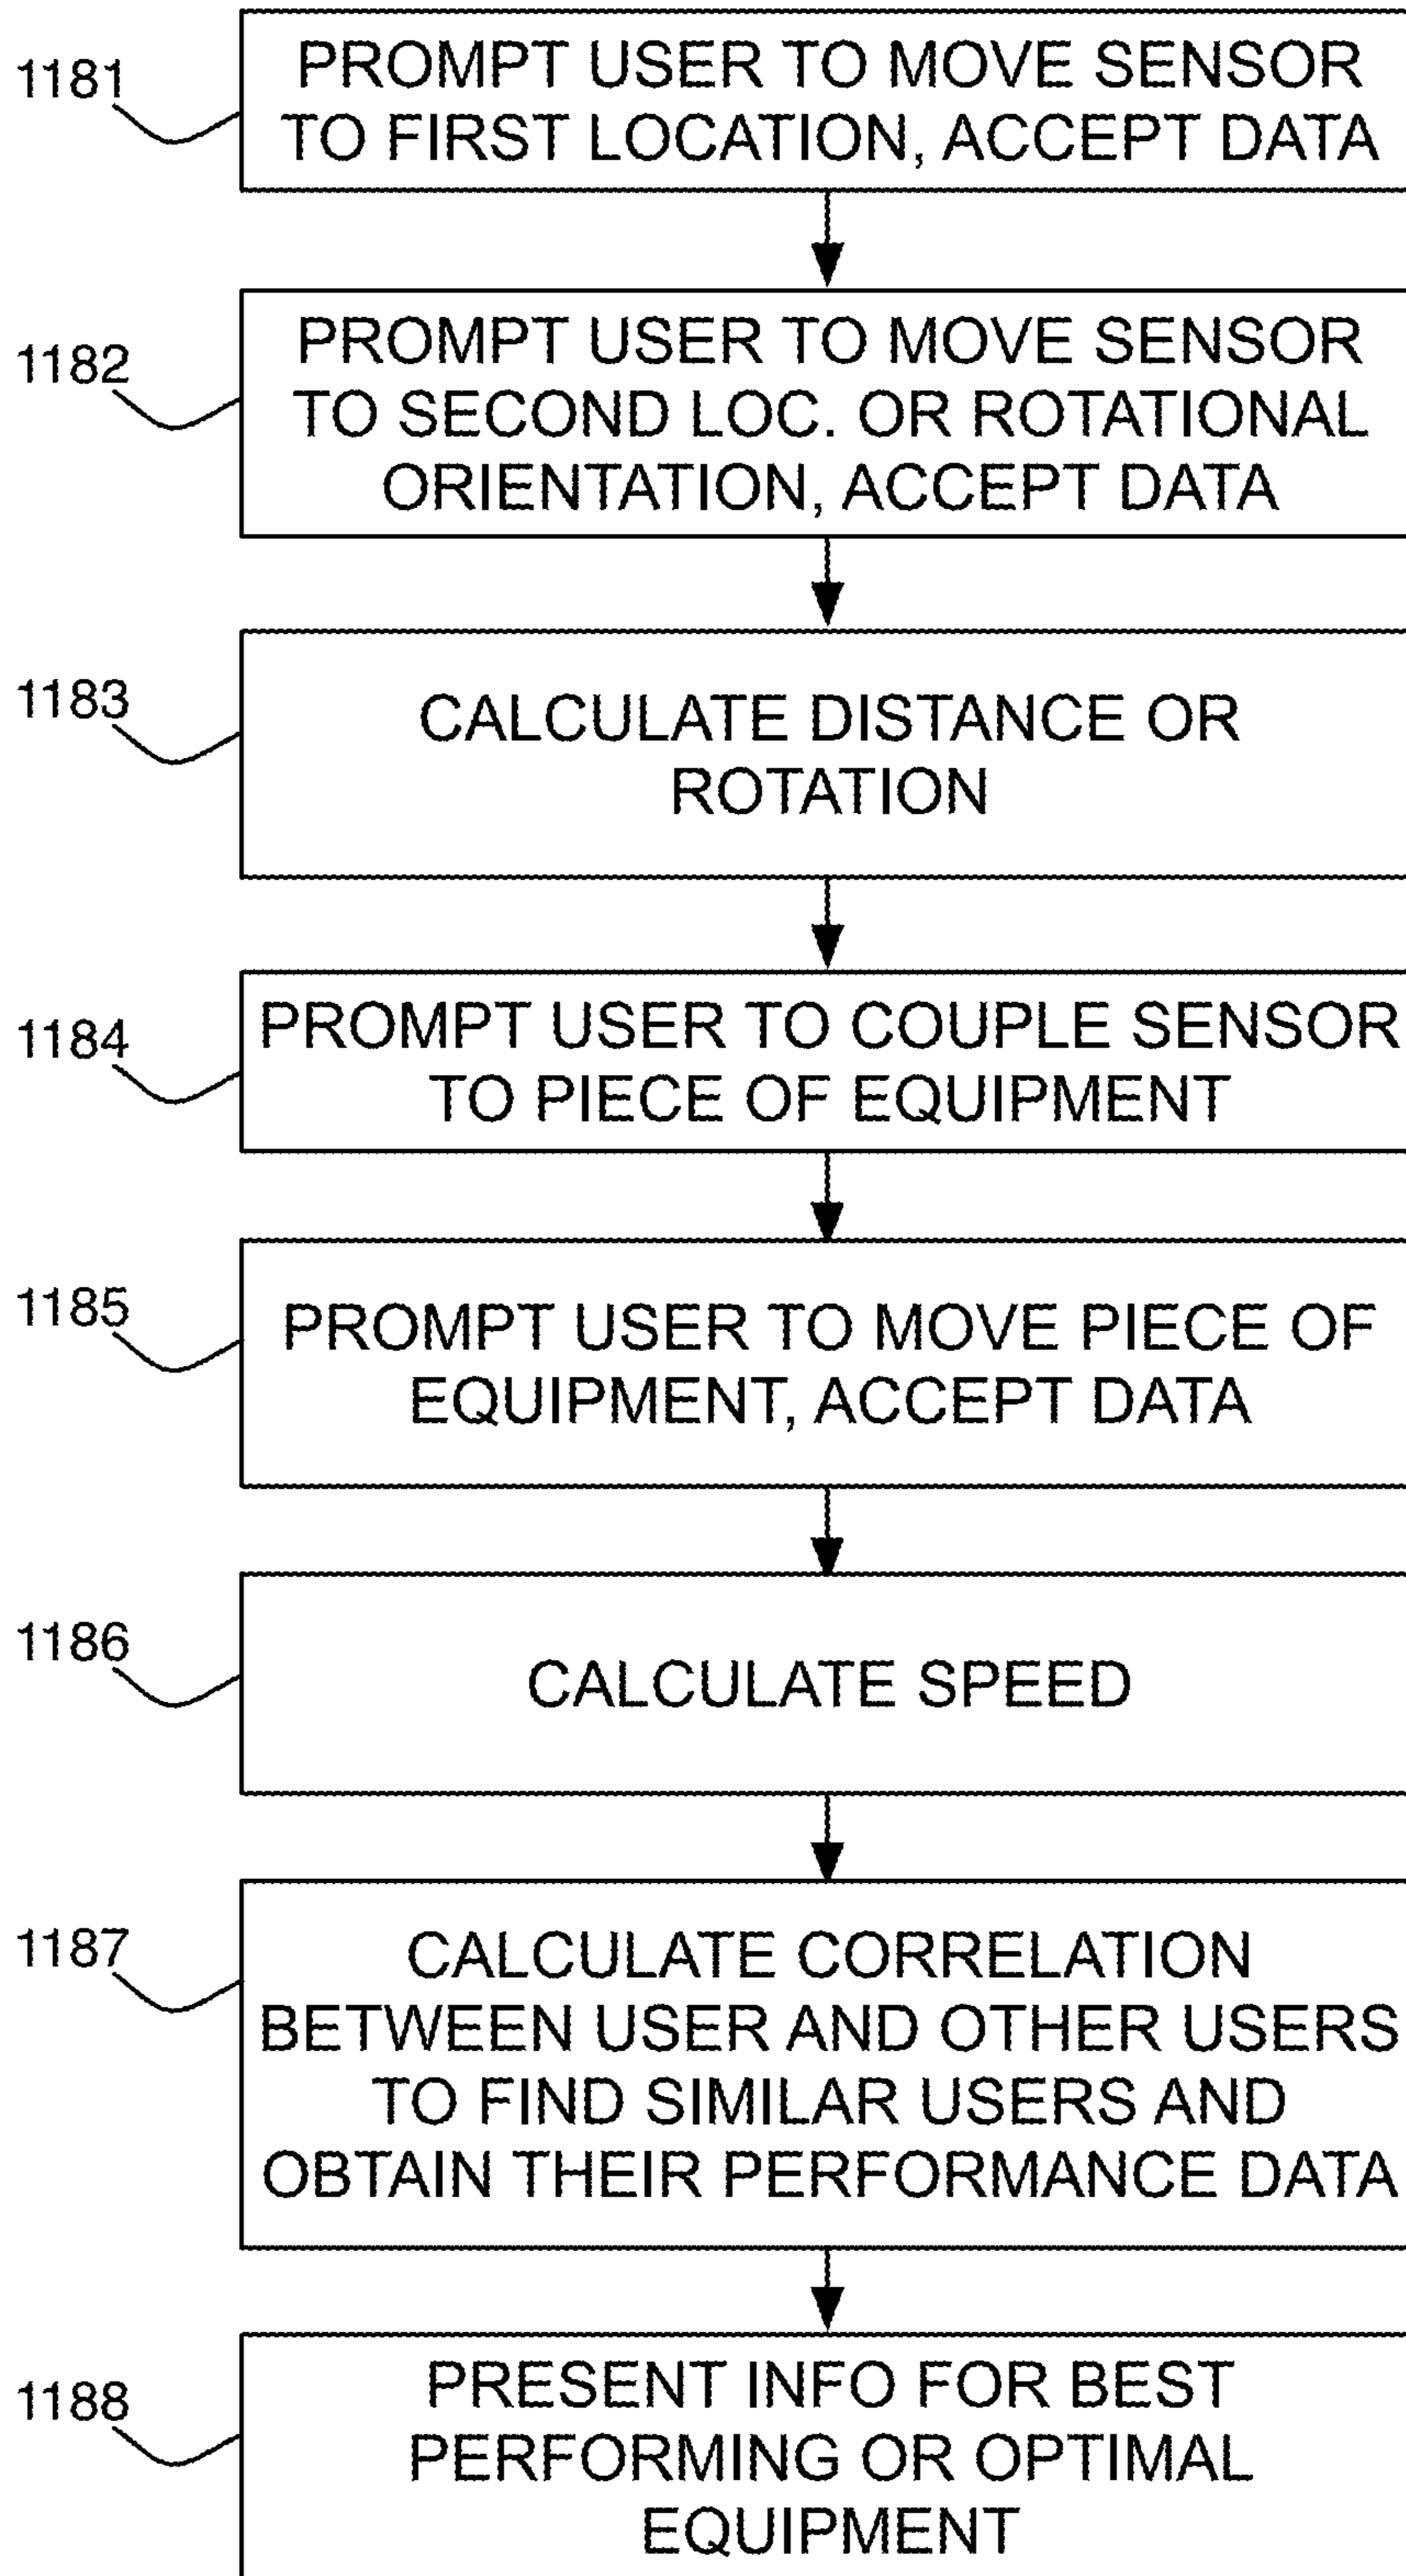 1181
PROMPT USER TO MOVE SENSOR
TO FIRST LOCATION, ACCEPT DATA
1182
PROMPT USER TO MOVE SENSOR
TO SECOND LOC. OR ROTATIONAL
ORIENTATION, ACCEPT DATA
1183
CALCULATE DISTANCE OR
ROTATION
1184
PROMPT USER TO COUPLE SENSOR
TO PIECE OF EQUIPMENT
1185
PROMPT USER TO MOVE PIECE OF
EQUIPMENT, ACCEPT DATA
1186
CALCULATE SPEED
1187
CALCULATE CORRELATION
BETWEEN USER AND OTHER USERS
TO FIND SIMILAR USERS AND
OBTAIN THEIR PERFORMANCE DATA
1188
PRESENT INFO FOR BEST
PERFORMING OR OPTIMAL
EQUIPMENT